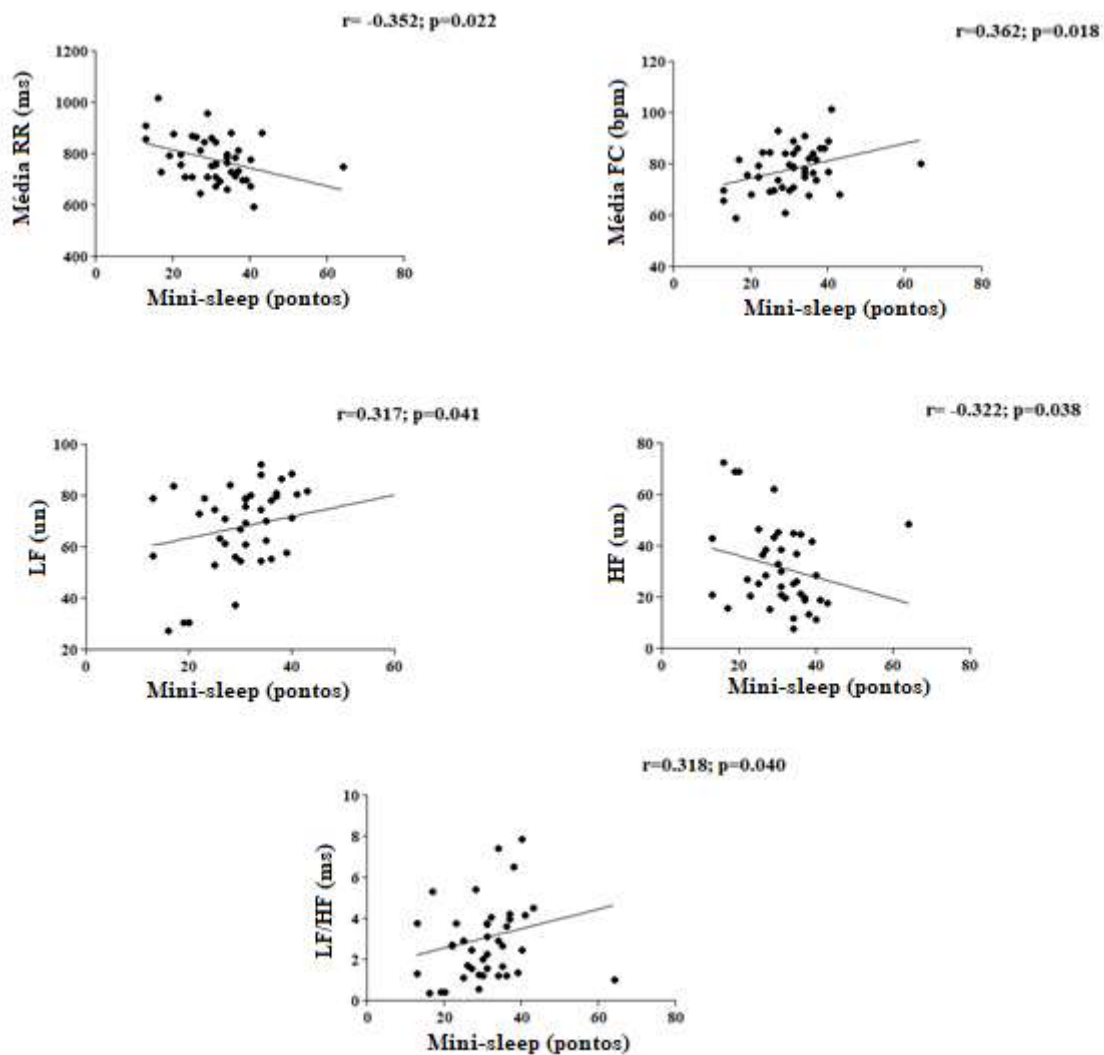 r= -0.352; p=0.022
Média RR (ms)
1200
1000
800
600
400
0 20 40 60 80
Mini-sleep (pontos)
r=0.362; p=0.018
Média FC (bpm)
120
100
80
60
40
0 20 40 60 80
Mini-sleep (pontos)
r=0.317; p=0.041
LF (un)
100
80
60
40
20
0 20 40 60
Mini-sleep (pontos)
r= -0.322; p=0.038
HF (un)
80
60
40
20
0
0 20 40 60 80
Mini-sleep (pontos)
r=0.318; p=0.040
LF/HF (ms)
10
8
6
4
2
0
0 20 40 60 80
Mini-sleep (pontos)